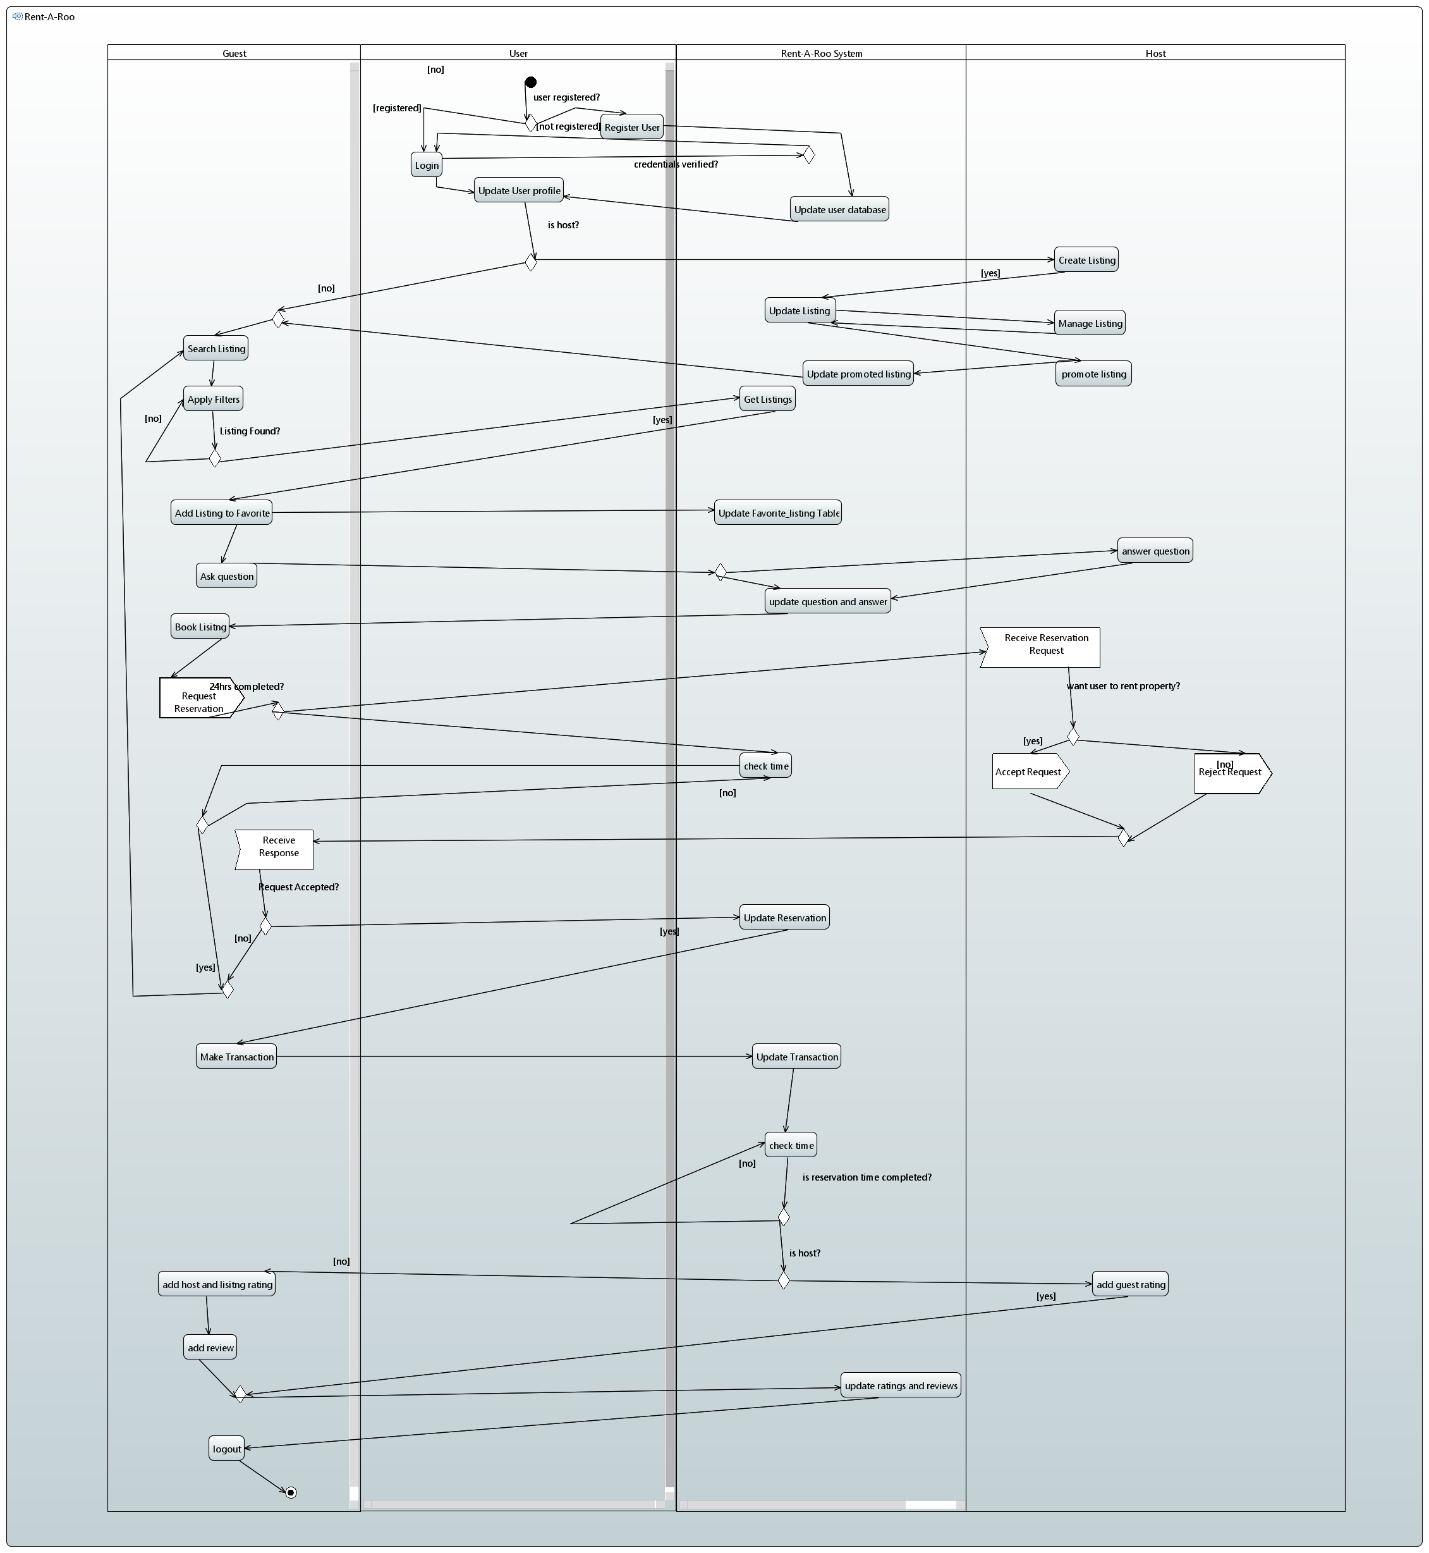 Rent-A-Roo
Guest
User
Rent-A-Roo System
Host
[no]
user registered?
[registered]
[not registered]
Register User
Login
credentials verified?
Update User profile
Update user database
is host?
Create Listing
[yes]
[no]
Update Listing
Manage Listing
Search Listing
Update promoted listing
promote listing
Apply Filters
Get Listings
[no]
[yes]
Listing Found?
Add Listing to Favorite
Update Favorite_listing Table
answer question
Ask question
update question and answer
Book Lisitng
Receive Reservation
Request
24hrs completed?
want user to rent property?
Request
Reservation
[yes]
check time
Accept Request
[no]
Reject Request
[no]
Receive
Response
Request Accepted?
Update Reservation
[yes]
[no]
[yes]
Make Transaction
Update Transaction
check time
[no]
is reservation time completed?
is host?
[no]
add host and lisitng rating
add guest rating
[yes]
add review
update ratings and reviews
logout